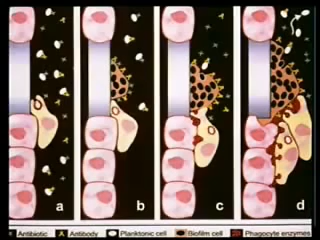 a b c d
Antibiotic Antibody Planktonic cell Biofilm cell Phagocyte enzymes